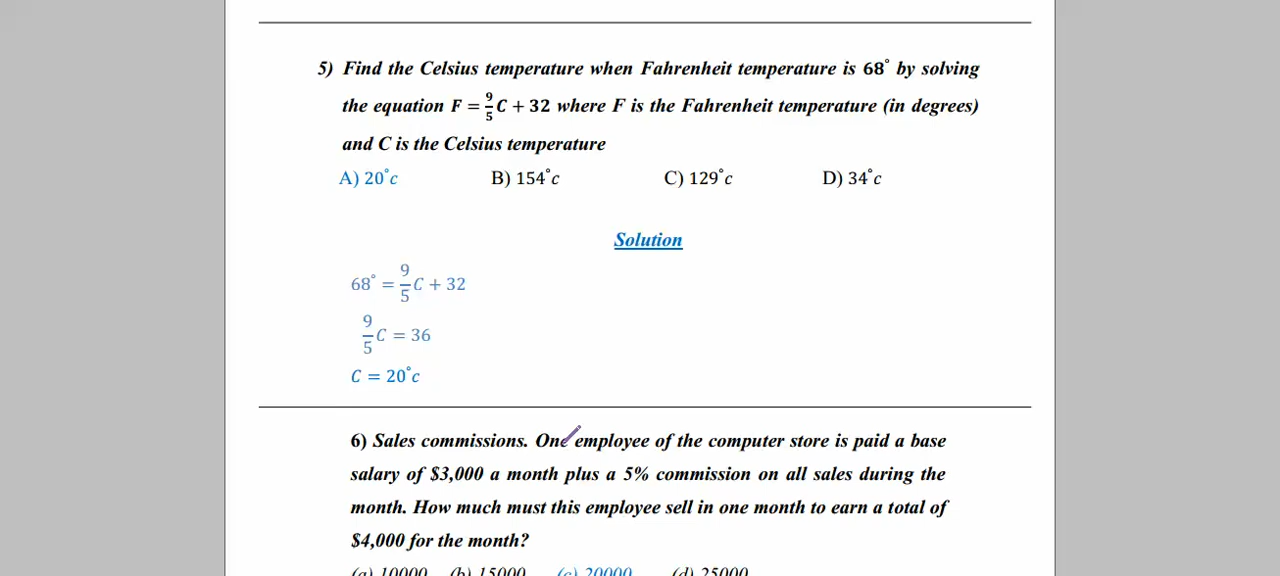 5) Find the Celsius temperature when Fahrenheit temperature is 68° by solving
the equation F = 9/5 C + 32 where F is the Fahrenheit temperature (in degrees)
and C is the Celsius temperature
A) 20°c B) 154°c C) 129°c D) 34°c
Solution
68° = 9/5 C + 32
9/5 C = 36
C = 20°c
6) Sales commissions. One employee of the computer store is paid a base
salary of $3,000 a month plus a 5% commission on all sales during the
month. How much must this employee sell in one month to earn a total of
$4,000 for the month?
(a) 10000 (b) 15000 (c) 20000 (d) 25000